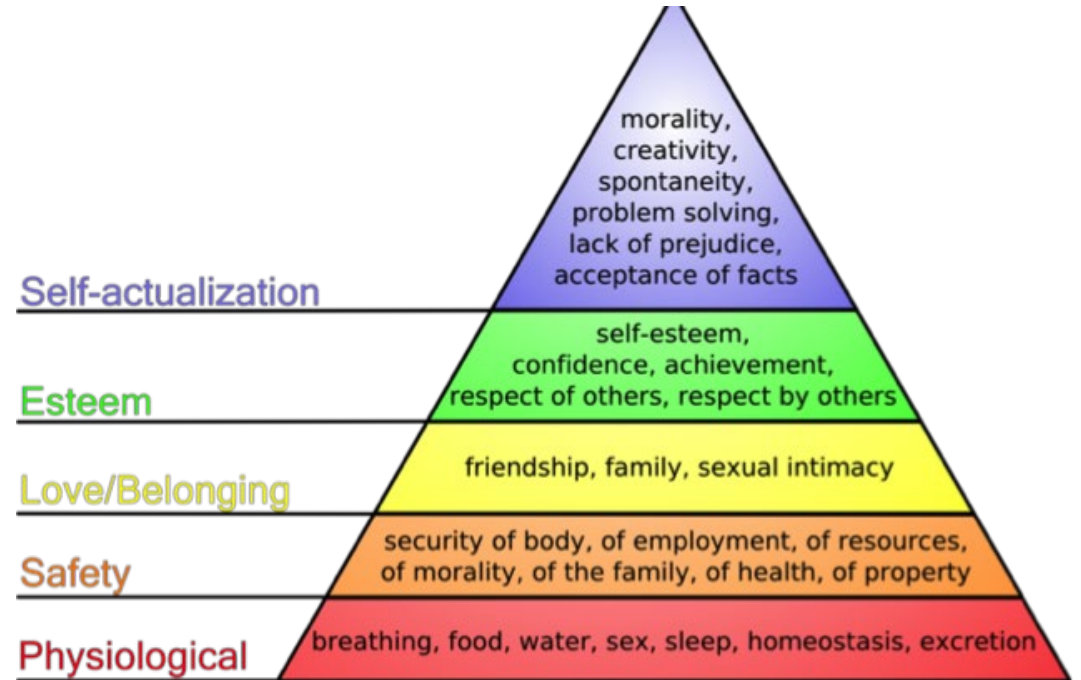 morality,
creativity,
spontaneity,
problem solving,
lack of prejudice,
acceptance of facts
Self-actualization
self-esteem,
confidence, achievement,
respect of others, respect by others
Esteem
friendship, family, sexual intimacy
Love/Belonging
security of body, of employment, of resources,
of morality, of the family, of health, of property
Safety
breathing, food, water, sex, sleep, homeostasis, excretion
Physiological